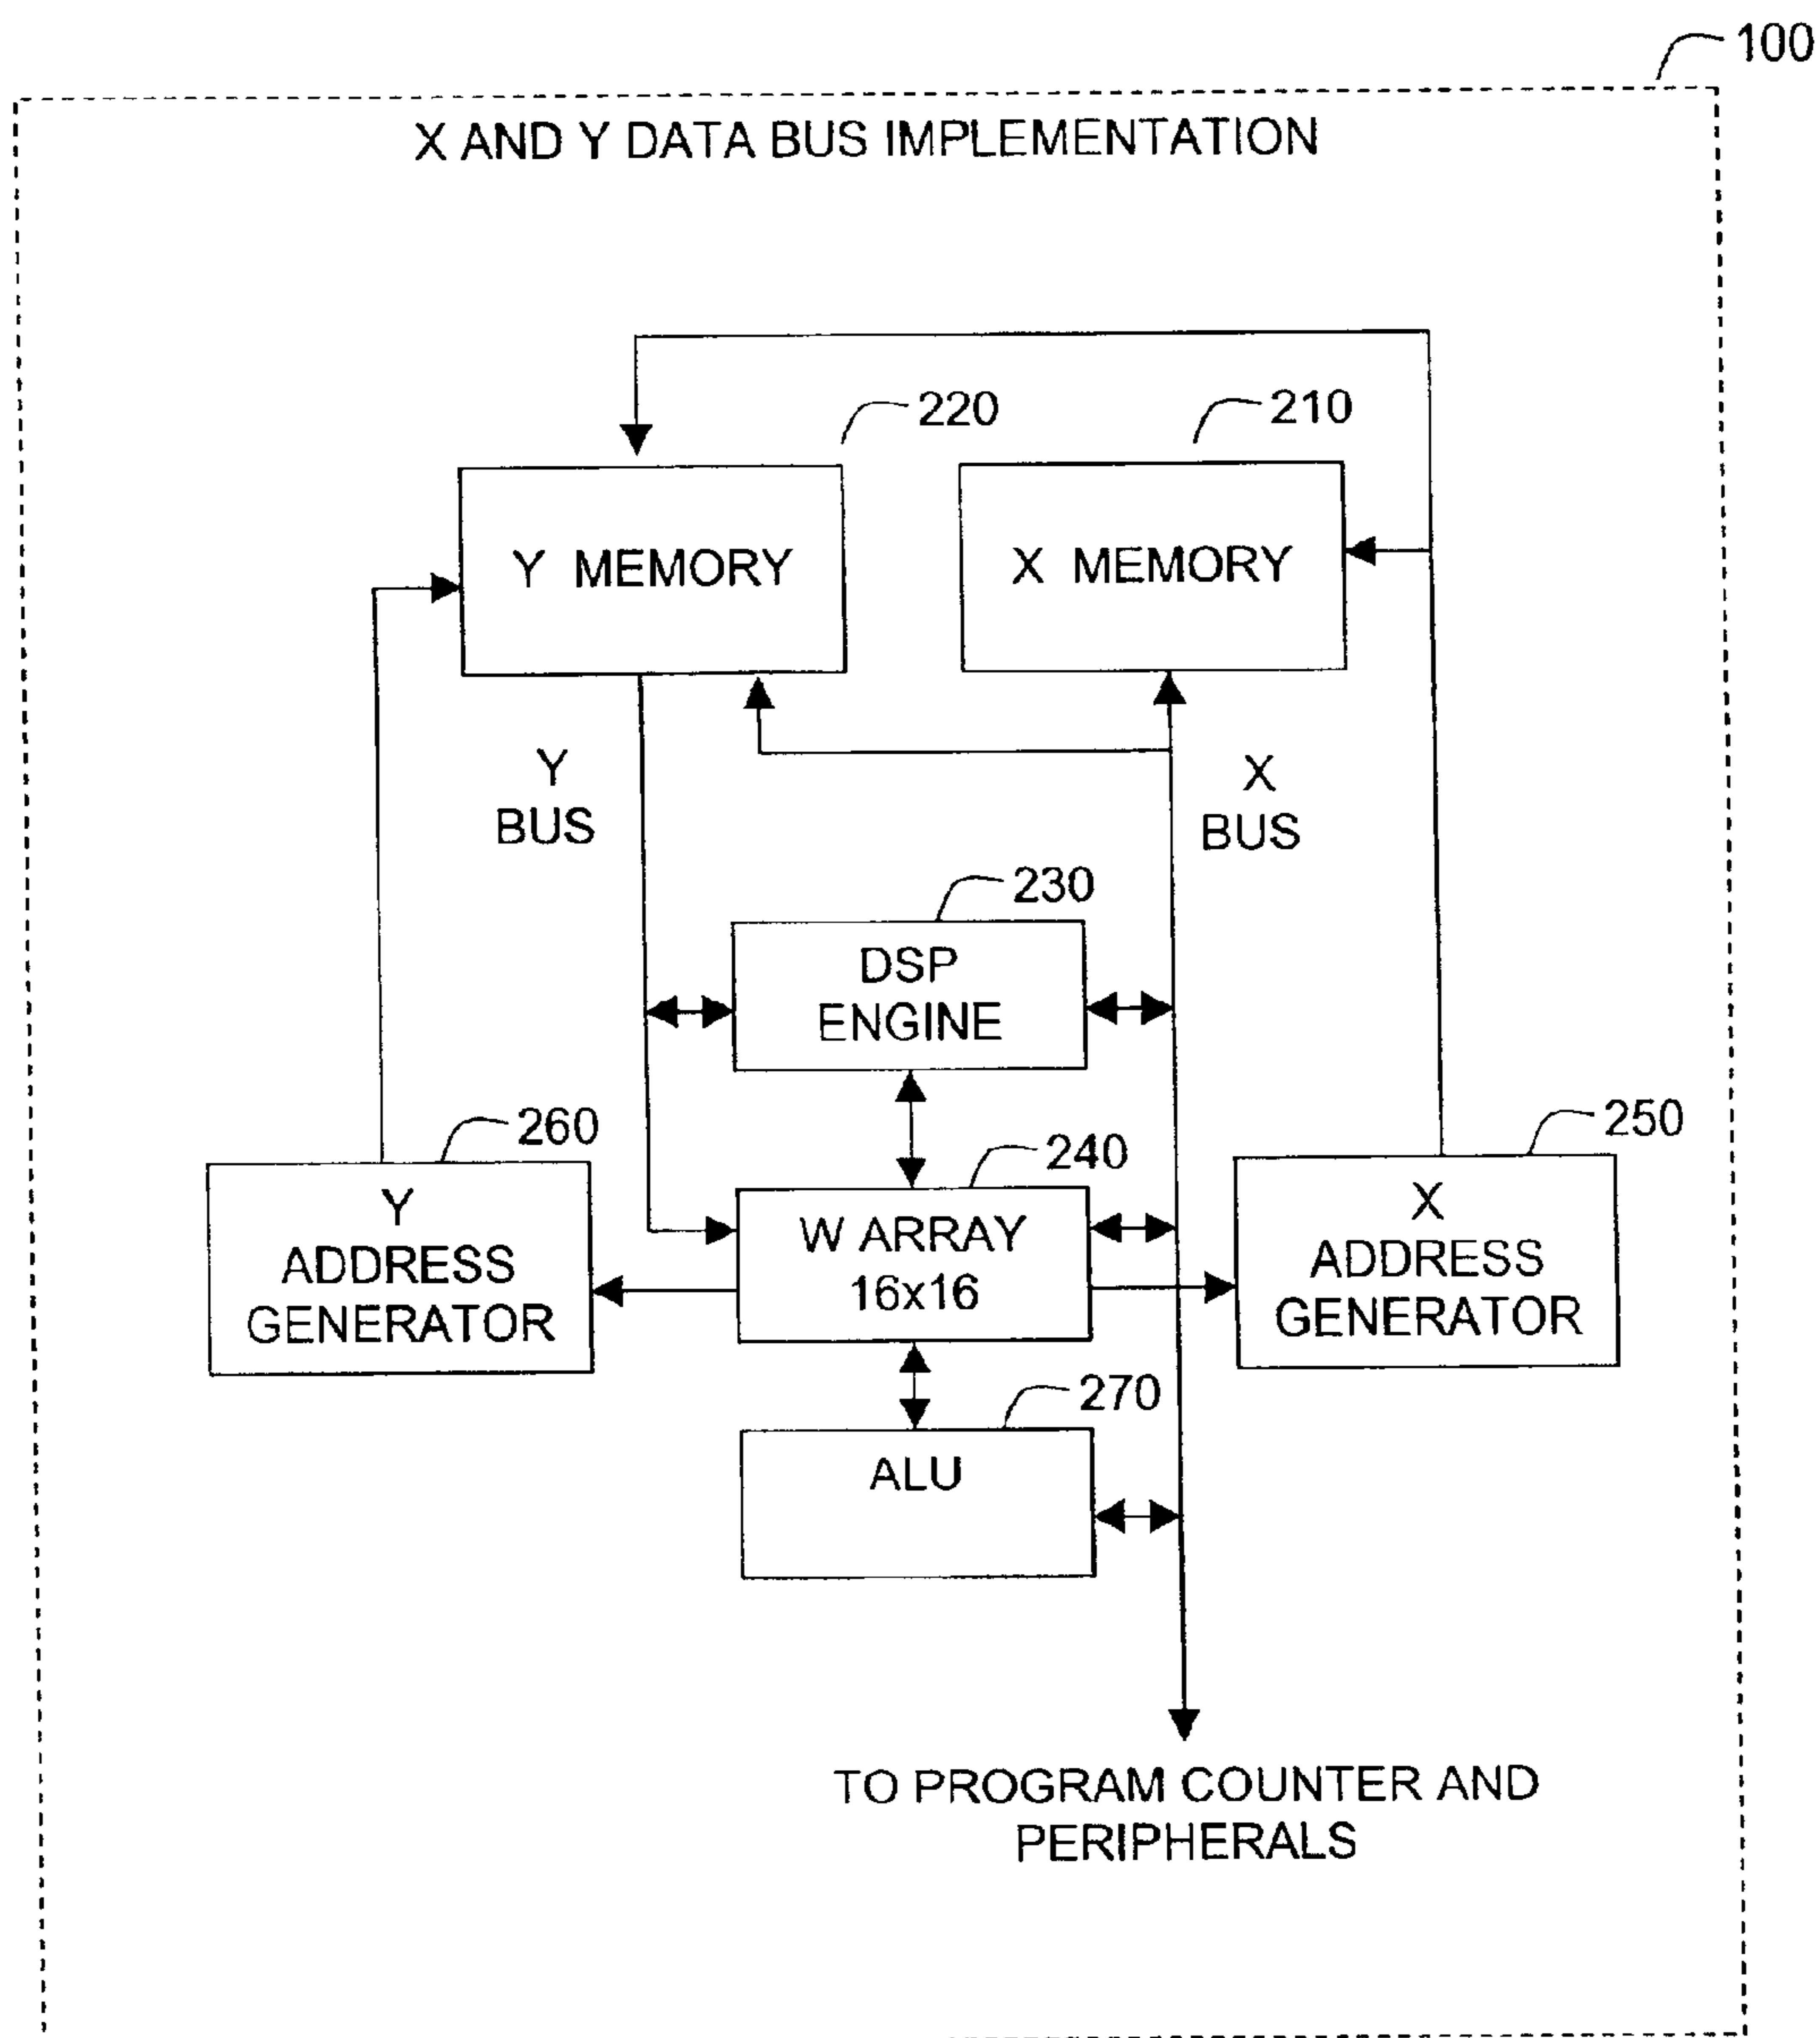 100
X AND Y DATA BUS IMPLEMENTATION
220
210
Y MEMORY
X MEMORY
Y
BUS
X
BUS
230
DSP
ENGINE
260
240
250
Y
ADDRESS
GENERATOR
W ARRAY
16x16
X
ADDRESS
GENERATOR
270
ALU
TO PROGRAM COUNTER AND
PERIPHERALS